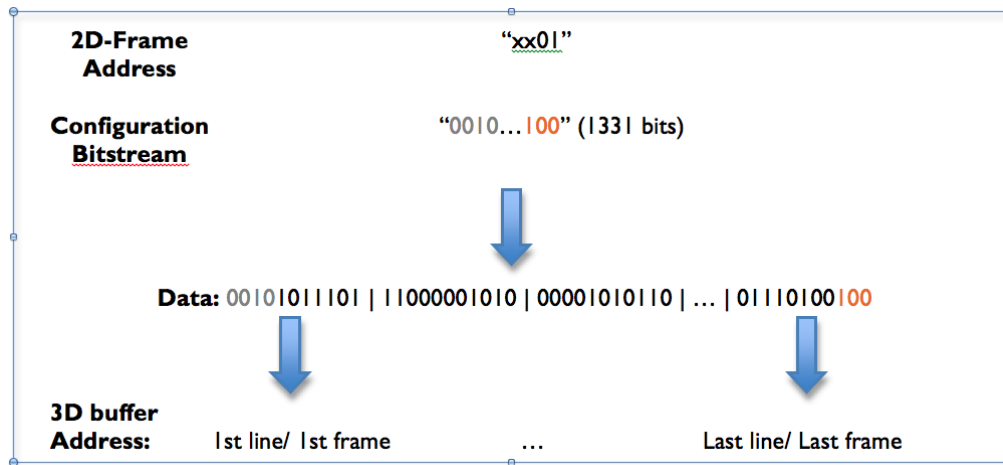 2D-Frame Address “xx01”
Configuration Bitstream “0010...100” (1331 bits)
Data: 00101011101 | 11000001010 | 00001010110 | ... | 01110100100
3D buffer Address: 1st line/ 1st frame ... Last line/ Last frame